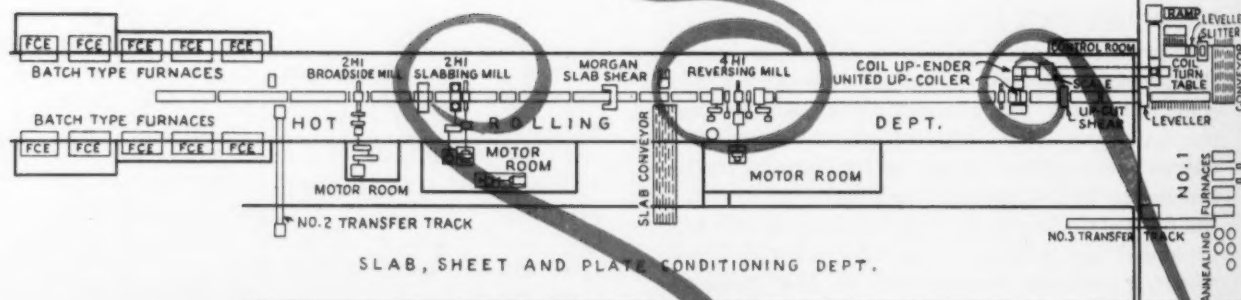 FCE FCE FCE FCE FCE
BATCH TYPE FURNACES
2HI
BROADSIDE MILL
2HI
SLABBING MILL
MORGAN
SLAB SHEAR
4HI
REVERSING MILL
COIL UP-ENDER
UNITED UP-COILER
CONTROL ROOM
RAMP
LEVELLE
SLITTER
COIL
TURN
TABLE
CONVEYOR
SCALE
UP-CUT
SHEAR
LEVELLER
BATCH TYPE FURNACES
HOT ROLLING DEPT.
FCE FCE FCE FCE FCE
MOTOR ROOM
MOTOR
ROOM
SLAB CONVEYOR
MOTOR ROOM
NO.1
FURNACES
ANNEALING
NO.2 TRANSFER TRACK
NO.3 TRANSFER TRACK
SLAB, SHEET AND PLATE CONDITIONING DEPT.